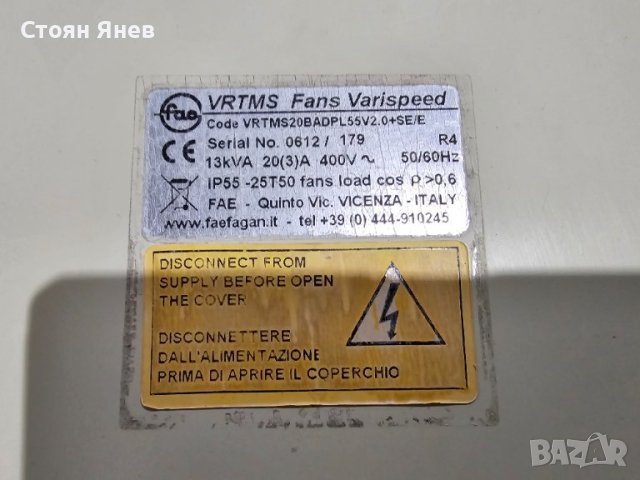 Стоян Янев
fae
VRTMS Fans Varispeed
Code VRTMS20BADPL55V2.0+SE/E
Serial No. 0612 / 179 R4
CE 13kVA 20(3)A 400V ~ 50/60Hz
IP55 -25T50 fans load cos ρ >0,6
FAE - Quinto Vic. VICENZA - ITALY
www.faefagan.it - tel +39 (0) 444-910245
DISCONNECT FROM
SUPPLY BEFORE OPEN
THE COVER
DISCONNETTERE
DALL'ALIMENTAZIONE
PRIMA DI APRIRE IL COPERCHIO
BAZAR